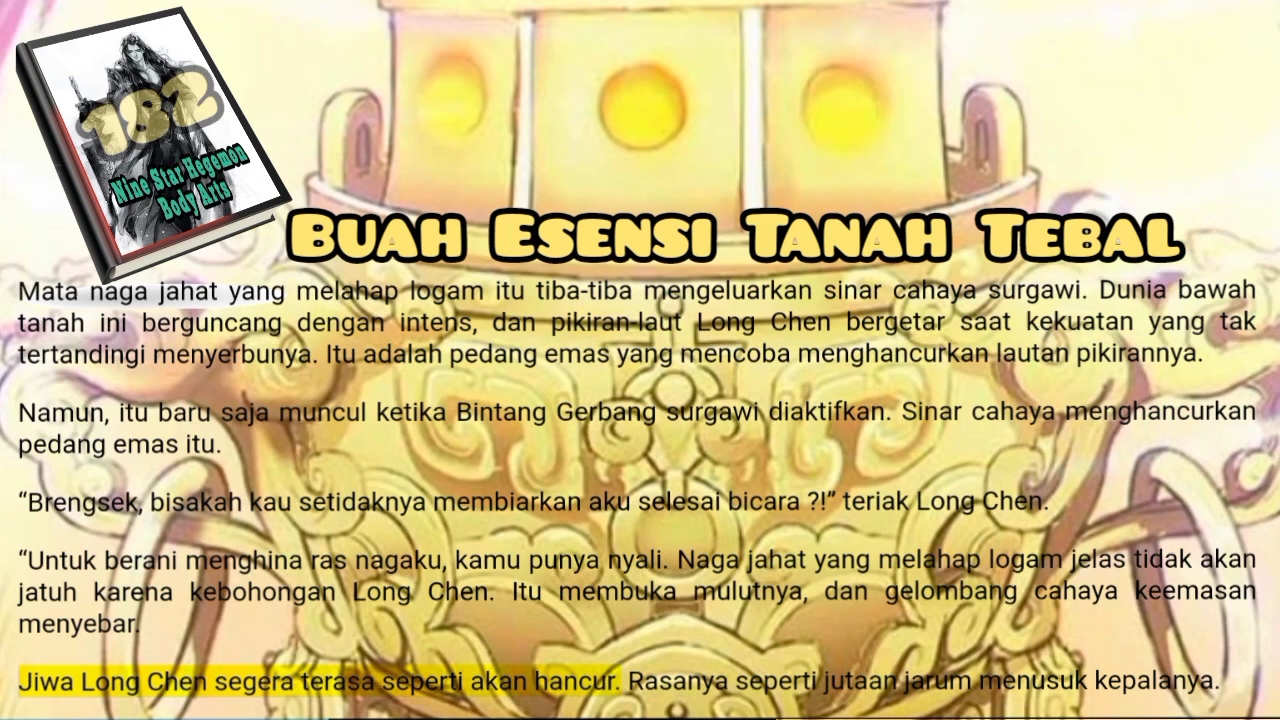 182
Nine Star Hegemon
Body Arts
Buah Esensi Tanah Tebal
Mata naga jahat yang melahap logam itu tiba-tiba mengeluarkan sinar cahaya surgawi. Dunia bawah
tanah ini berguncang dengan intens, dan pikiran-laut Long Chen bergetar saat kekuatan yang tak
tertandingi menyerbunya. Itu adalah pedang emas yang mencoba menghancurkan lautan pikirannya.
Namun, itu baru saja muncul ketika Bintang Gerbang surgawi diaktifkan. Sinar cahaya menghancurkan
pedang emas itu.
“Brengsek, bisakah kau setidaknya membiarkan aku selesai bicara ?!” teriak Long Chen.
“Untuk berani menghina ras nagaku, kamu punya nyali. Naga jahat yang melahap logam jelas tidak akan
jatuh karena kebohongan Long Chen. Itu membuka mulutnya, dan gelombang cahaya keemasan
menyebar.
Jiwa Long Chen segera terasa seperti akan hancur. Rasanya seperti jutaan jarum menusuk kepalanya.